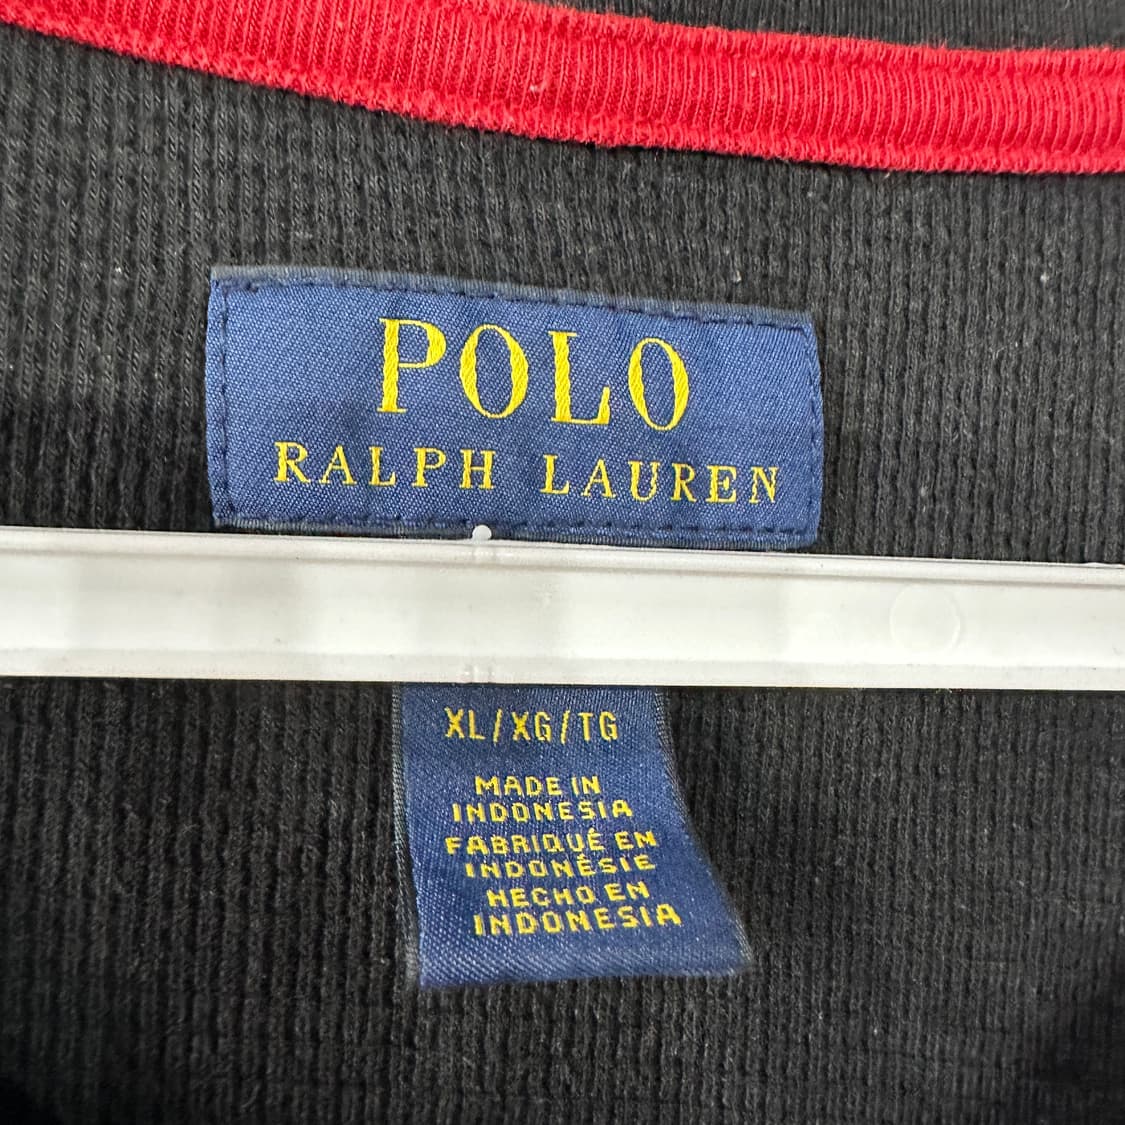 POLO
RALPH LAUREN
XL/XG/TG
MADE IN
INDONESIA
FABRIQUÉ EN
INDONÉSIE
HECHO EN
INDONESIA